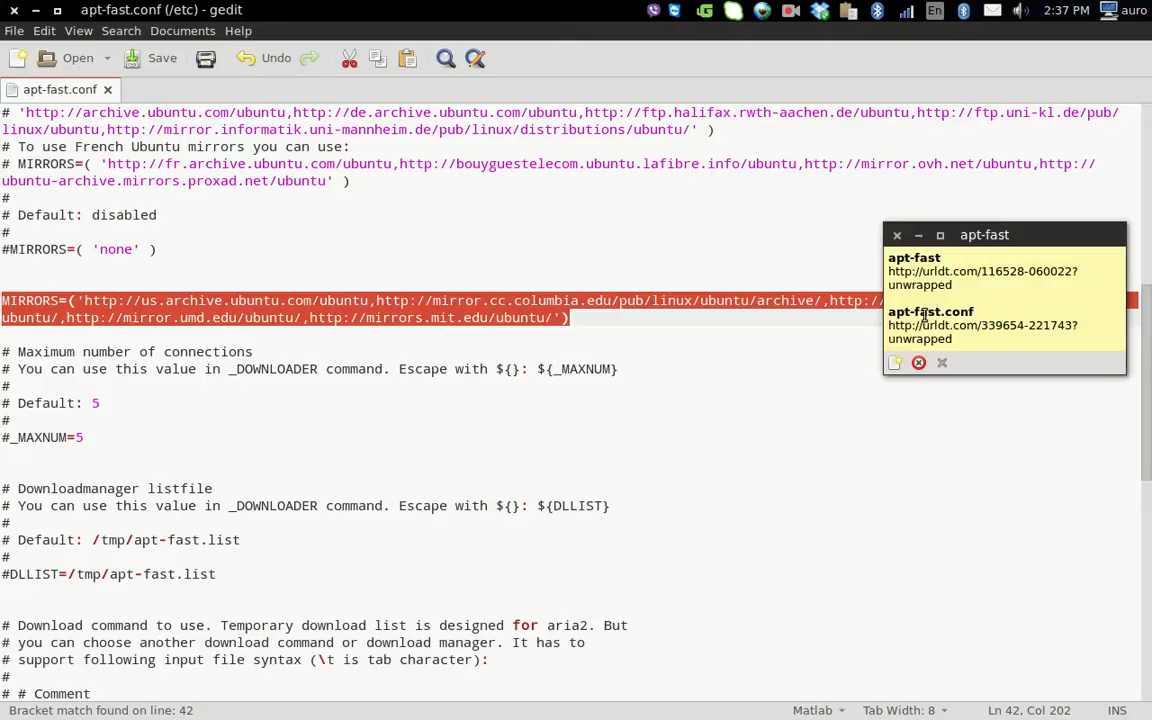 apt-fast.conf (/etc) - gedit
En
2:37 PM
auro
File Edit View Search Documents Help
Open Save Undo
apt-fast.conf
# 'http://archive.ubuntu.com/ubuntu,http://de.archive.ubuntu.com/ubuntu,http://ftp.halifax.rwth-aachen.de/ubuntu,http://ftp.uni-kl.de/pub/
linux/ubuntu,http://mirror.informatik.uni-mannheim.de/pub/linux/distributions/ubuntu/' )
# To use French Ubuntu mirrors you can use:
# MIRRORS=( 'http://fr.archive.ubuntu.com/ubuntu,http://bouyguestelecom.ubuntu.lafibre.info/ubuntu,http://mirror.ovh.net/ubuntu,http://
ubuntu-archive.mirrors.proxad.net/ubuntu' )
#
# Default: disabled
#
#MIRRORS=( 'none' )
MIRRORS=('http://us.archive.ubuntu.com/ubuntu,http://mirror.cc.columbia.edu/pub/linux/ubuntu/archive/,http://
ubuntu/,http://mirror.umd.edu/ubuntu/,http://mirrors.mit.edu/ubuntu/')
# Maximum number of connections
# You can use this value in _DOWNLOADER command. Escape with ${}: ${_MAXNUM}
#
# Default: 5
#
#_MAXNUM=5
# Downloadmanager listfile
# You can use this value in _DOWNLOADER command. Escape with ${}: ${DLLIST}
#
# Default: /tmp/apt-fast.list
#
#DLLIST=/tmp/apt-fast.list
# Download command to use. Temporary download list is designed for aria2. But
# you can choose another download command or download manager. It has to
# support following input file syntax (\t is tab character):
#
# # Comment
apt-fast
apt-fast
http://urldt.com/116528-060022?
unwrapped
apt-fast.conf
http://urldt.com/339654-221743?
unwrapped
Bracket match found on line: 42
Matlab
Tab Width: 8
Ln 42, Col 202
INS